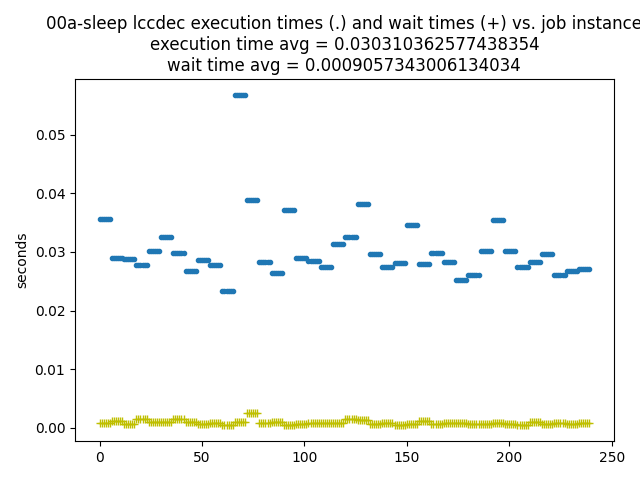 00a-sleep lccdec execution times (.) and wait times (+) vs. job instance
execution time avg = 0.030310362577438354
wait time avg = 0.0009057343006134034
0.05
0.04
0.03
0.02
0.01
0.00
seconds
0 50 100 150 200 250